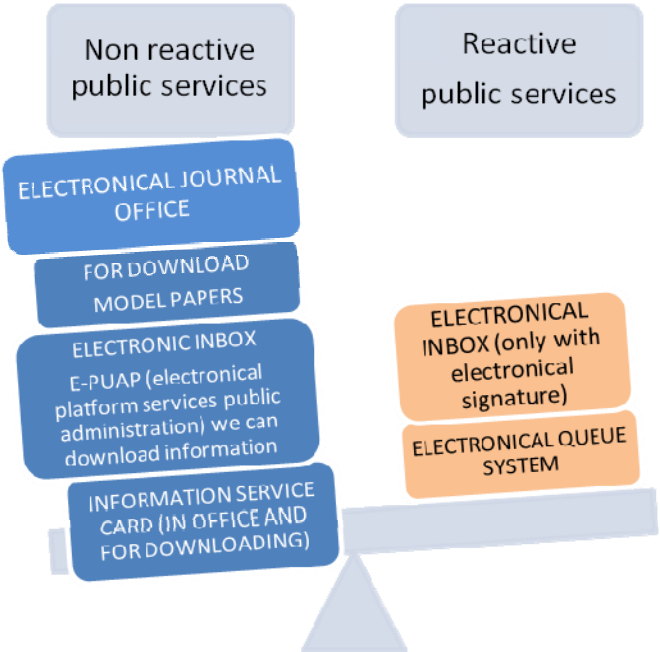 Non reactive
public services
Reactive
public services
ELECTRONICAL JOURNAL
OFFICE
FOR DOWNLOAD
MODEL PAPERS
ELECTRONIC INBOX
E-PUAP (electronical
platform services public
administration) we can
download information
INFORMATION SERVICE
CARD (IN OFFICE AND
FOR DOWNLOADING)
ELECTRONICAL
INBOX (only with
electronical
signature)
ELECTRONICAL QUEUE
SYSTEM